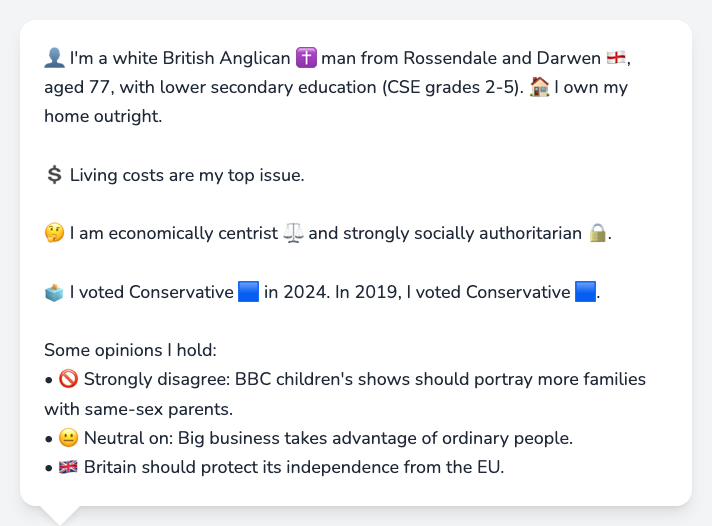 👤 I'm a white British Anglican ✝️ man from Rossendale and Darwen 🏴󠁧󠁢󠁥󠁮󠁧󠁿,
aged 77, with lower secondary education (CSE grades 2-5). 🏠 I own my
home outright.
💲 Living costs are my top issue.
🤔 I am economically centrist ⚖️ and strongly socially authoritarian 🔒.
🗳️ I voted Conservative 🟦 in 2024. In 2019, I voted Conservative 🟦.
Some opinions I hold:
• 🚫 Strongly disagree: BBC children's shows should portray more families
with same-sex parents.
• 😐 Neutral on: Big business takes advantage of ordinary people.
• 🇬🇧 Britain should protect its independence from the EU.